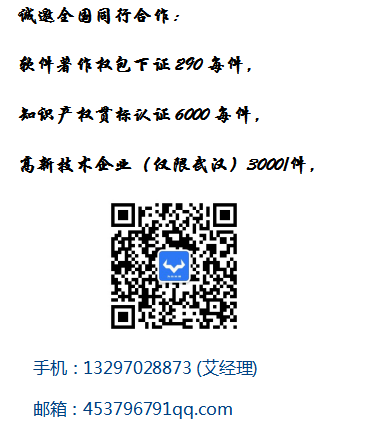 诚邀全国同行合作：
软件著作权包下证290每件，
知识产权贯标认证6000每件，
高新技术企业（仅限武汉）30001件，
手机：13297028873 (艾经理)
邮箱：453796791qq.com